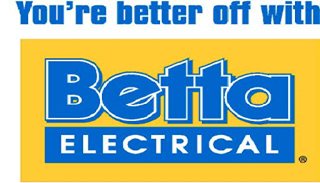 You're better off with
Betta
ELECTRICAL ®